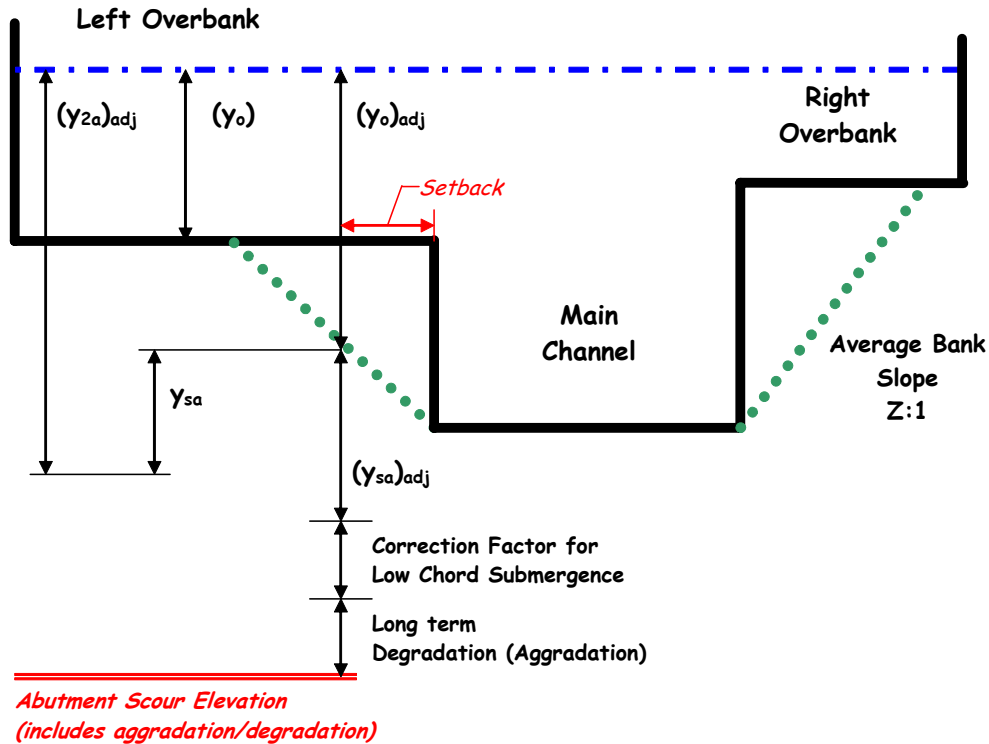 Left Overbank
(y2a)adj
(yo)
(yo)adj
Right
Overbank
Setback
Main
Channel
Average Bank
Slope
Z:1
ysa
(ysa)adj
Correction Factor for
Low Chord Submergence
Long term
Degradation (Aggradation)
Abutment Scour Elevation
(includes aggradation/degradation)